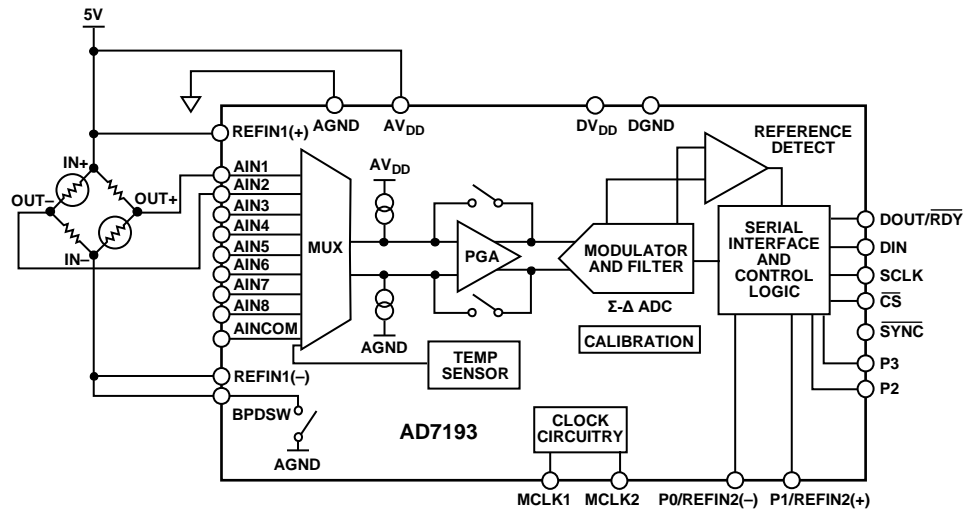 5V
AGND
AVDD
DVDD
DGND
REFIN1(+)
REFERENCE
DETECT
IN+
OUT–
OUT+
IN–
AIN1
AIN2
AIN3
AIN4
AIN5
AIN6
AIN7
AIN8
AINCOM
MUX
AVDD
AGND
PGA
MODULATOR
AND FILTER
Σ-Δ ADC
CALIBRATION
SERIAL
INTERFACE
AND
CONTROL
LOGIC
DOUT/RDY
DIN
SCLK
CS
SYNC
P3
P2
TEMP
SENSOR
REFIN1(–)
BPDSW
AGND
AD7193
CLOCK
CIRCUITRY
MCLK1
MCLK2
P0/REFIN2(–)
P1/REFIN2(+)